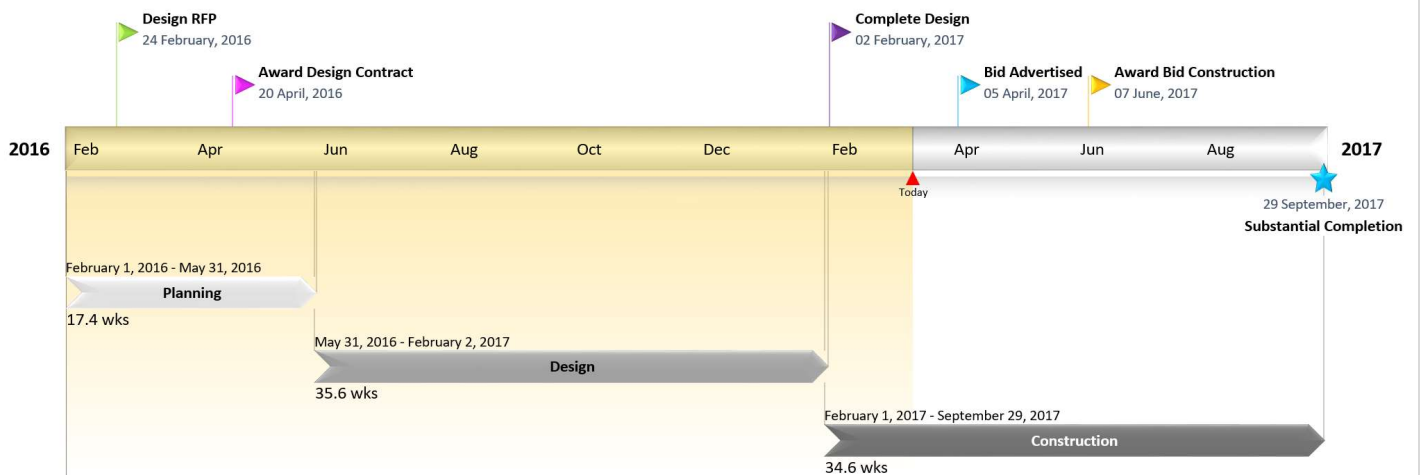 Design RFP
24 February, 2016
Complete Design
02 February, 2017
Award Design Contract
20 April, 2016
Bid Advertised
05 April, 2017
Award Bid Construction
07 June, 2017
2016 Feb Apr Jun Aug Oct Dec Feb Apr Jun Aug 2017
Today
29 September, 2017
Substantial Completion
February 1, 2016 - May 31, 2016
Planning
17.4 wks
May 31, 2016 - February 2, 2017
Design
35.6 wks
February 1, 2017 - September 29, 2017
Construction
34.6 wks